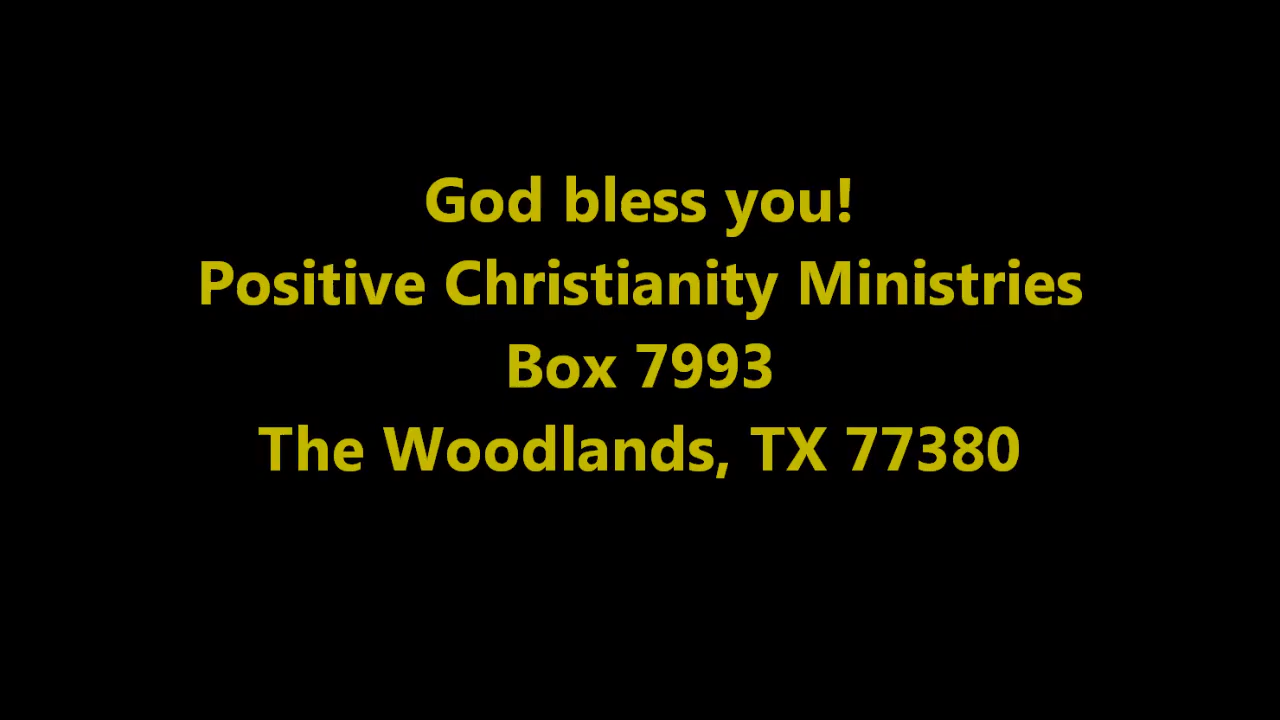 God bless you!
Positive Christianity Ministries
Box 7993
The Woodlands, TX 77380